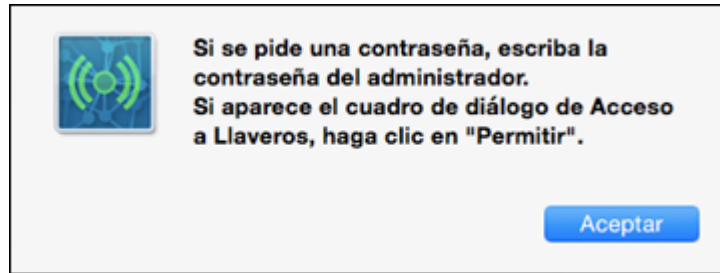 Si se pide una contraseña, escriba la
contraseña del administrador.
Si aparece el cuadro de diálogo de Acceso
a Llaveros, haga clic en "Permitir".
Aceptar